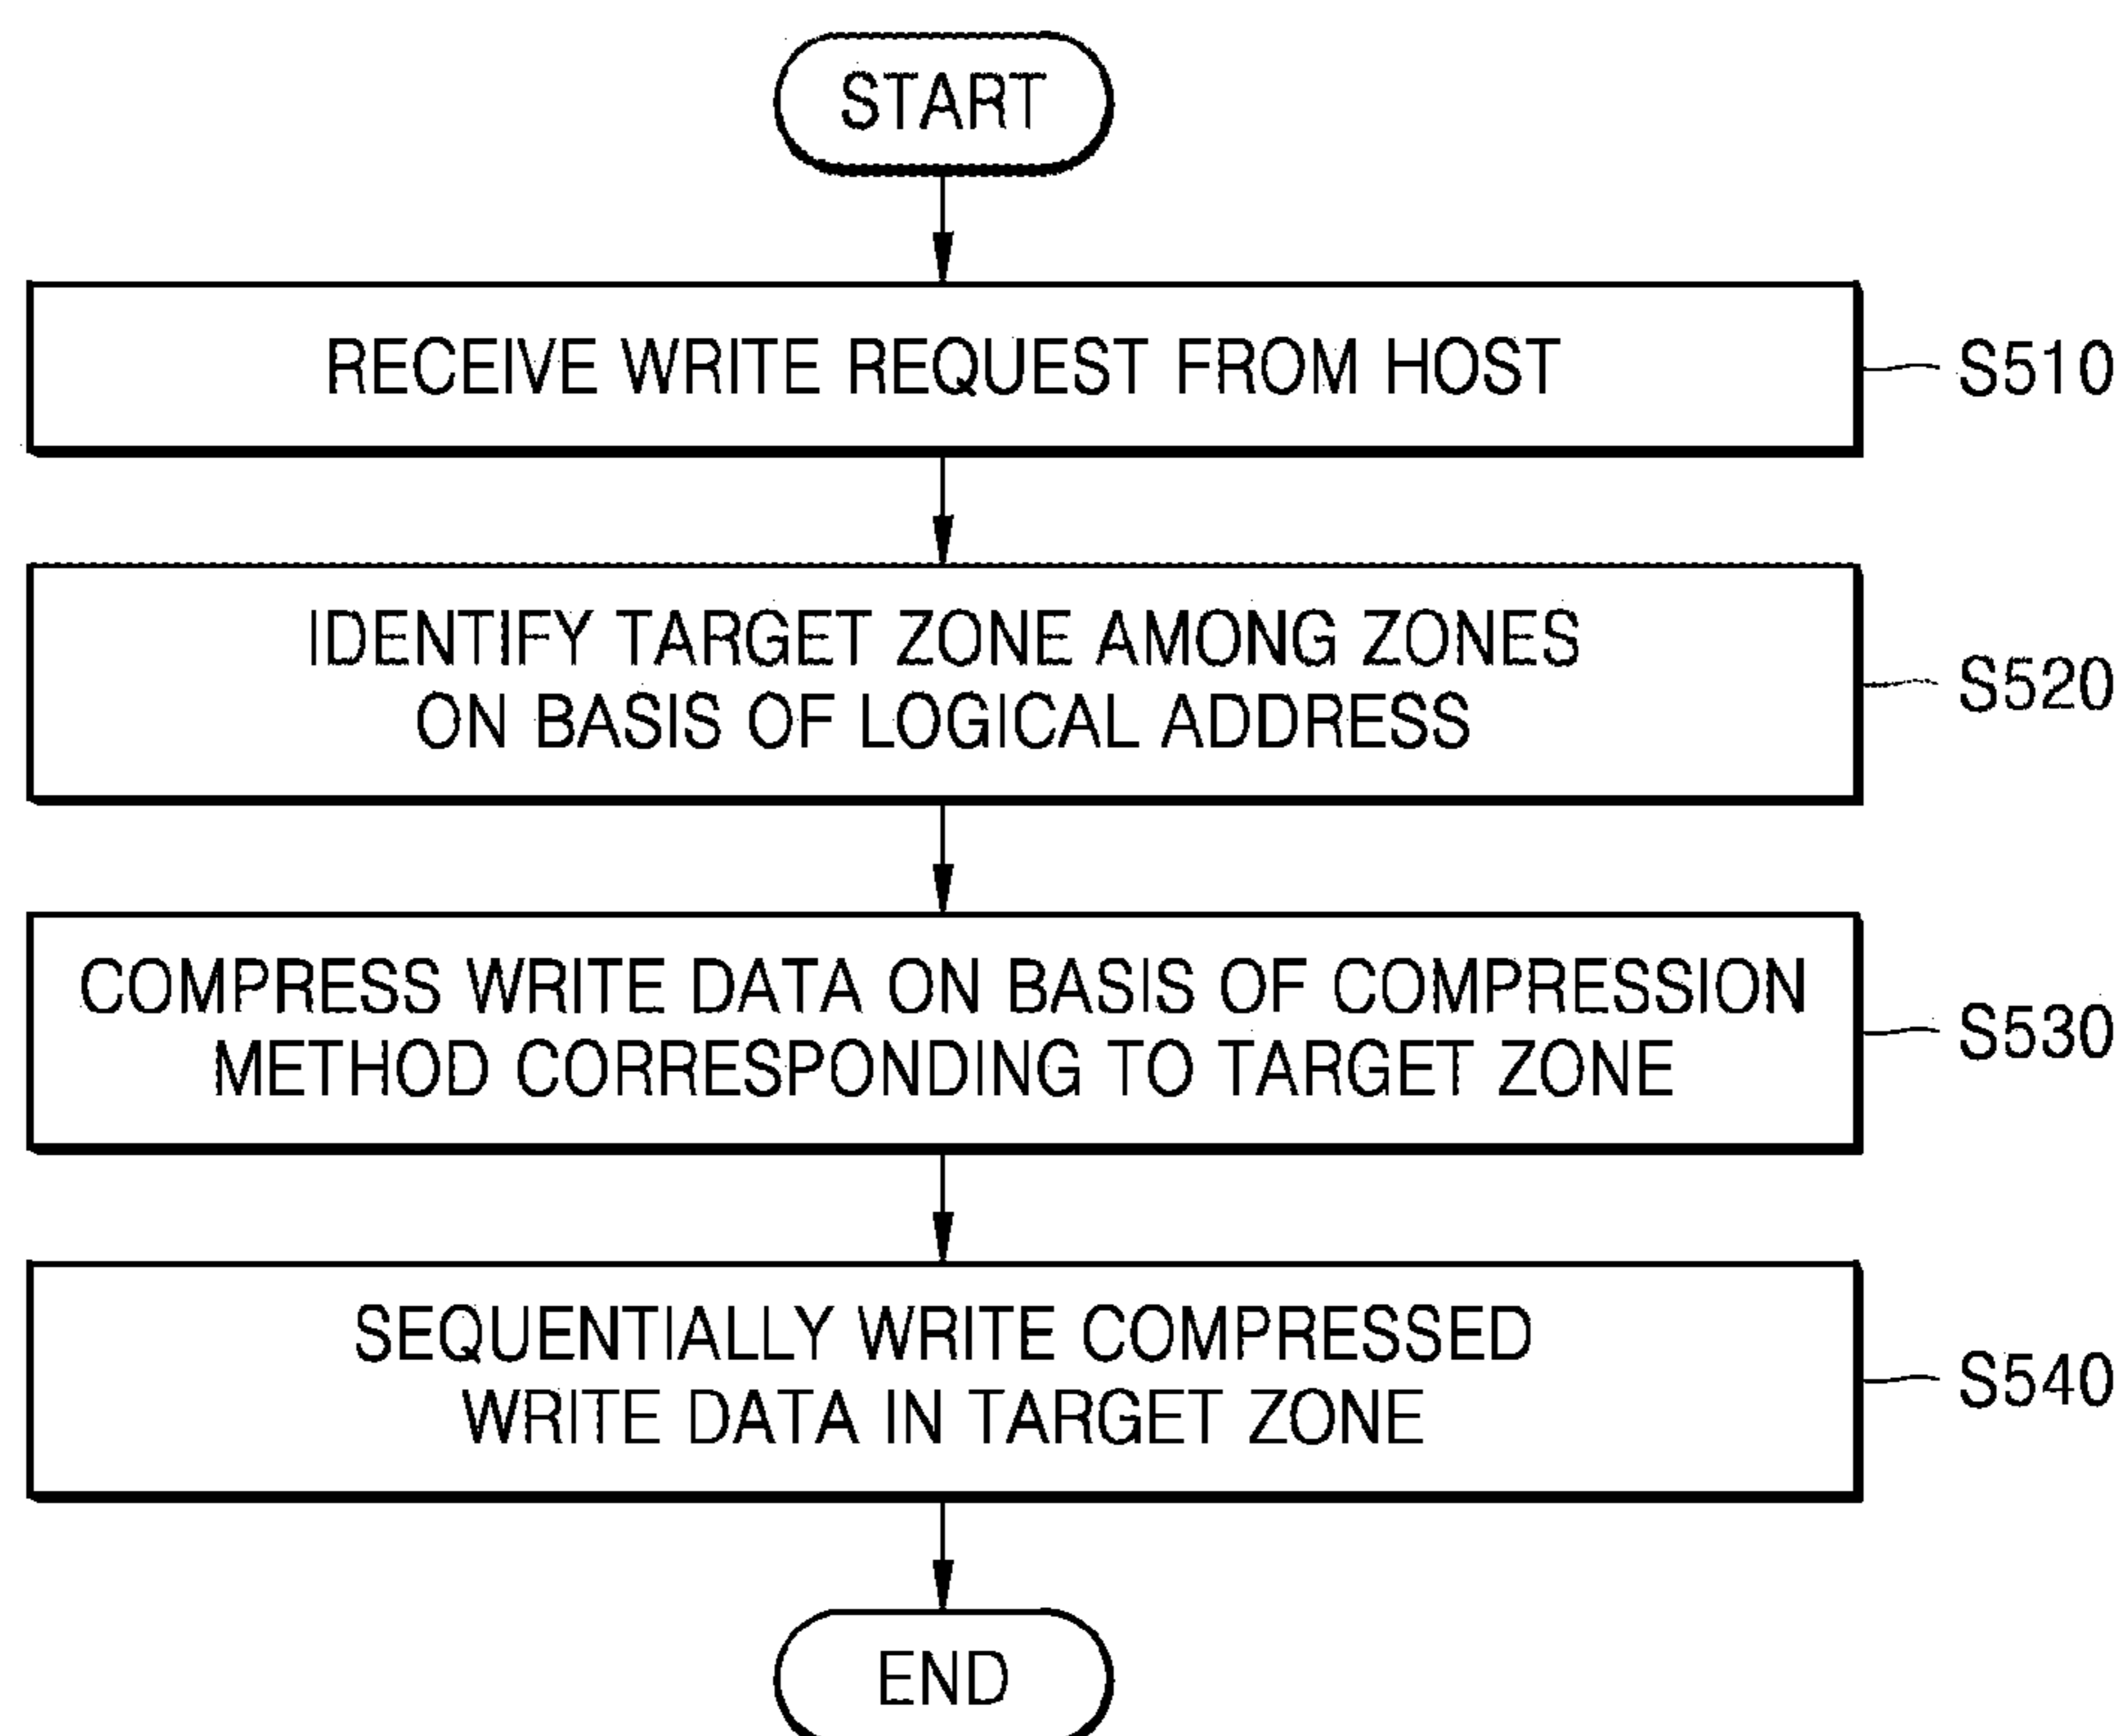 START
RECEIVE WRITE REQUEST FROM HOST
S510
IDENTIFY TARGET ZONE AMONG ZONES
ON BASIS OF LOGICAL ADDRESS
S520
COMPRESS WRITE DATA ON BASIS OF COMPRESSION
METHOD CORRESPONDING TO TARGET ZONE
S530
SEQUENTIALLY WRITE COMPRESSED
WRITE DATA IN TARGET ZONE
S540
END